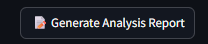 📝 Generate Analysis Report